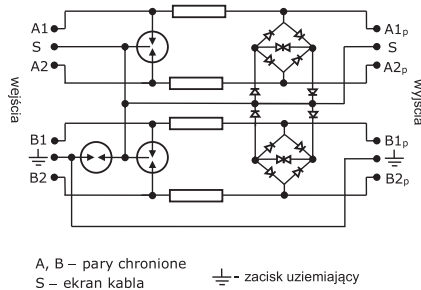 A1
A1p
S
S
A2
A2p
wejścia
wyjścia
B1
B1p
B2
B2p
A, B – pary chronione
S – ekran kabla
- zacisk uziemiający